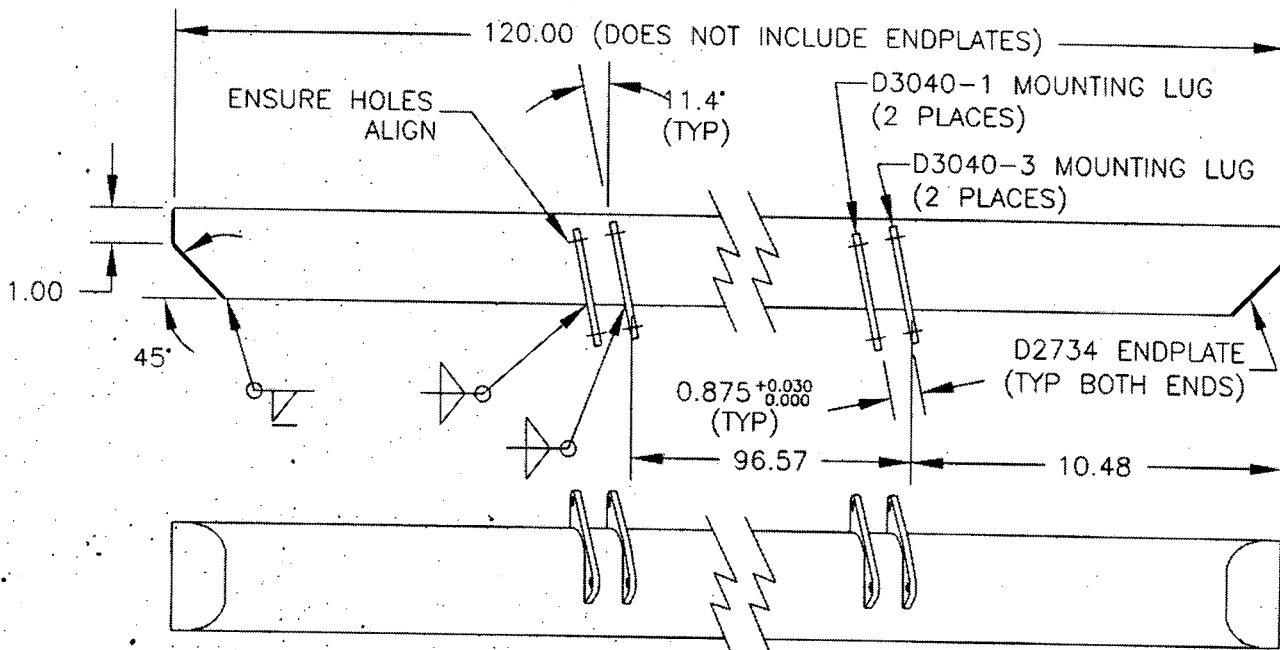 120.00 (DOES NOT INCLUDE ENDPLATES)
ENSURE HOLES
ALIGN
11.4°
(TYP)
D3040-1 MOUNTING LUG
(2 PLACES)
D3040-3 MOUNTING LUG
(2 PLACES)
1.00
45°
D2734 ENDPLATE
(TYP BOTH ENDS)
0.875 +0.030
0.000
(TYP)
96.57
10.48